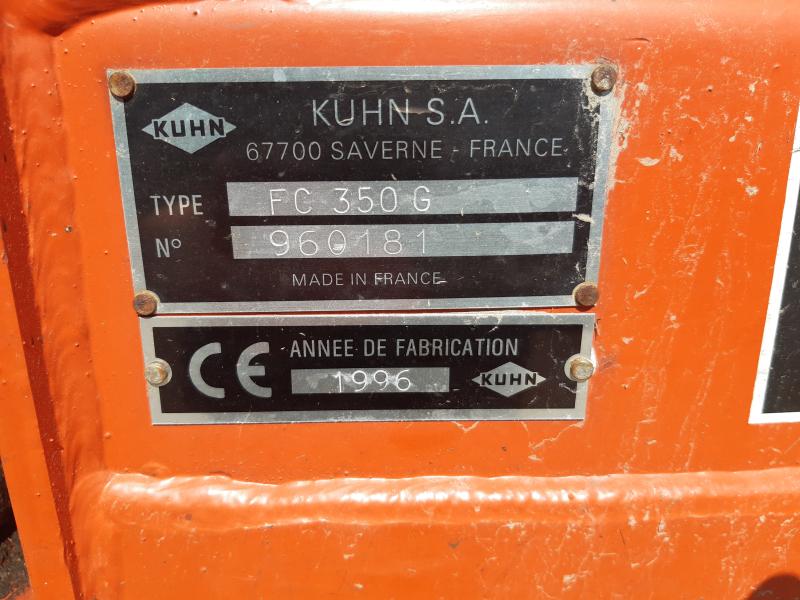 KUHN
KUHN S.A.
67700 SAVERNE - FRANCE
TYPE FC 350 G
N° 960181
MADE IN FRANCE
CE
ANNEE DE FABRICATION
1996
KUHN